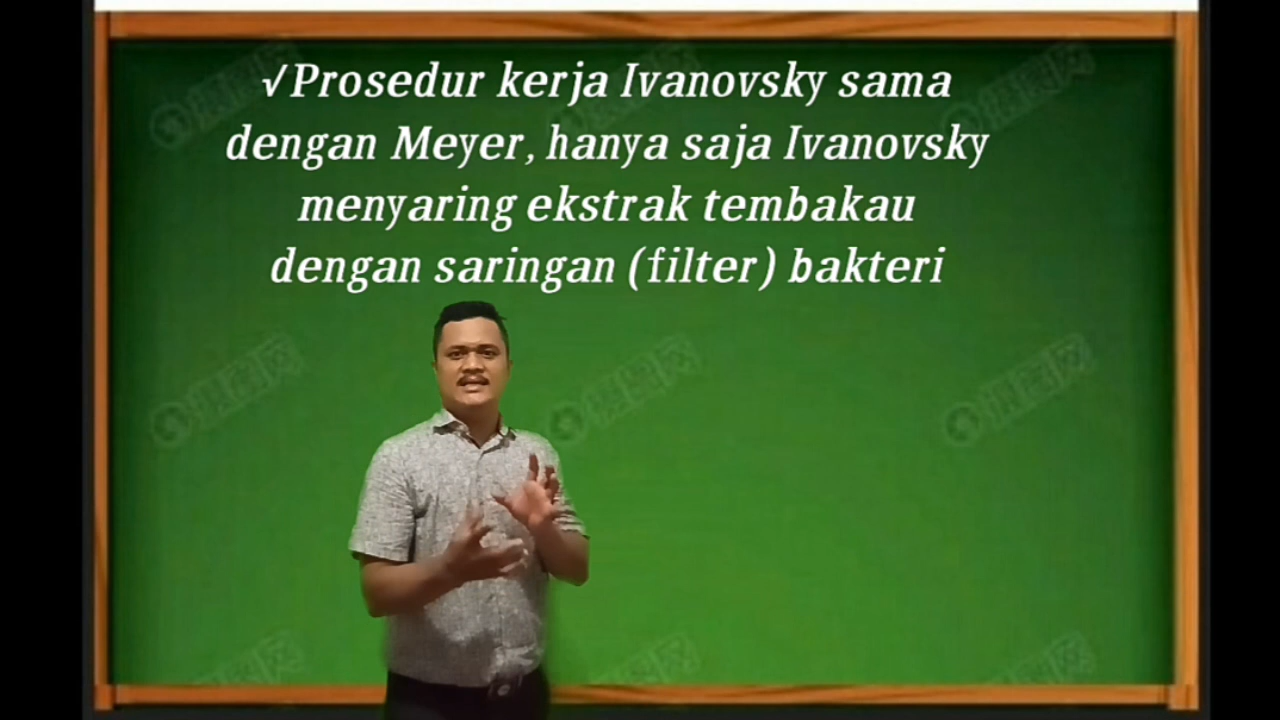 √Prosedur kerja Ivanovsky sama
dengan Meyer, hanya saja Ivanovsky
menyaring ekstrak tembakau
dengan saringan (filter) bakteri